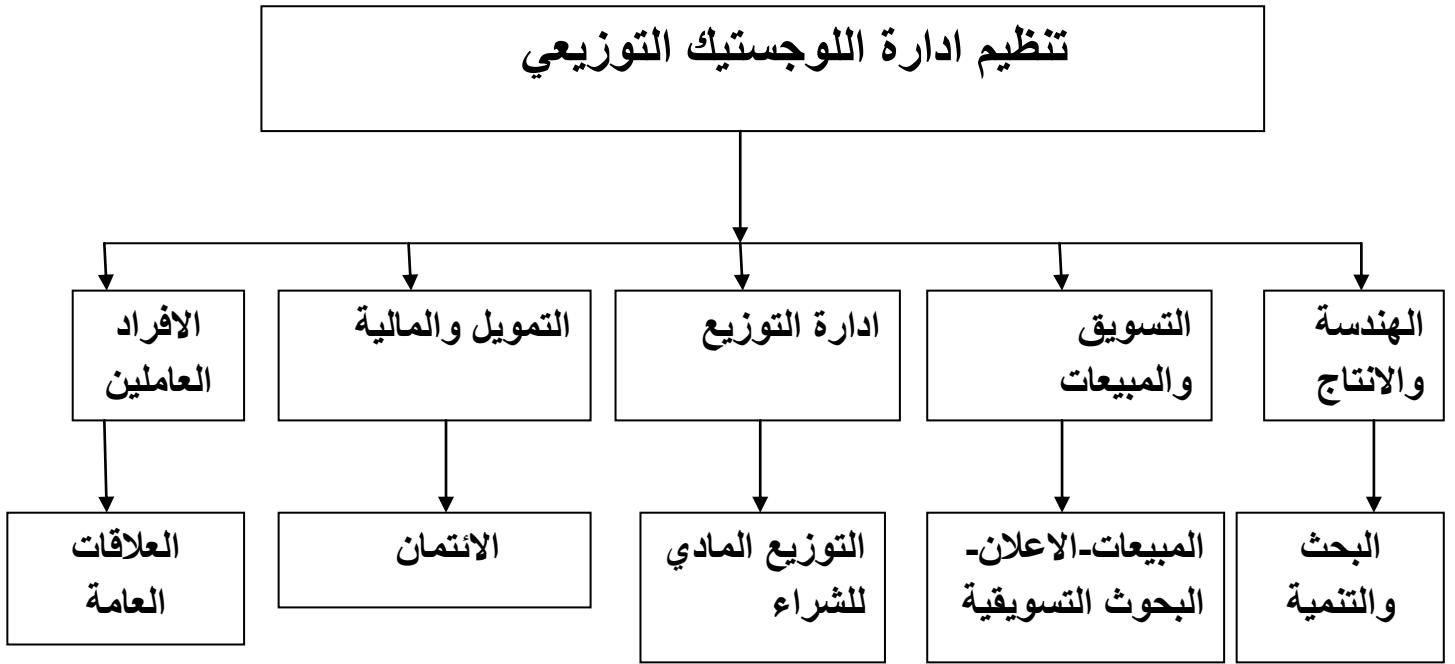 تنظيم ادارة اللوجستيك التوزيعي
الهندسة
والانتاج
التسويق
والمبيعات
ادارة التوزيع
التمويل والمالية
الافراد
العاملين
البحث
والتنمية
المبيعات-الاعلان-
البحوث التسويقية
التوزيع المادي
للشراء
الائتمان
العلاقات
العامة